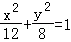 x²/12 + y²/8 = 1